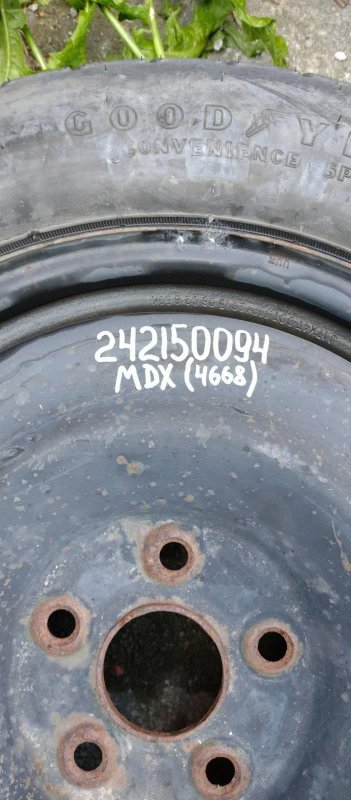 GOODY
CONVENIENCE SP
242150094
MDX (4668)